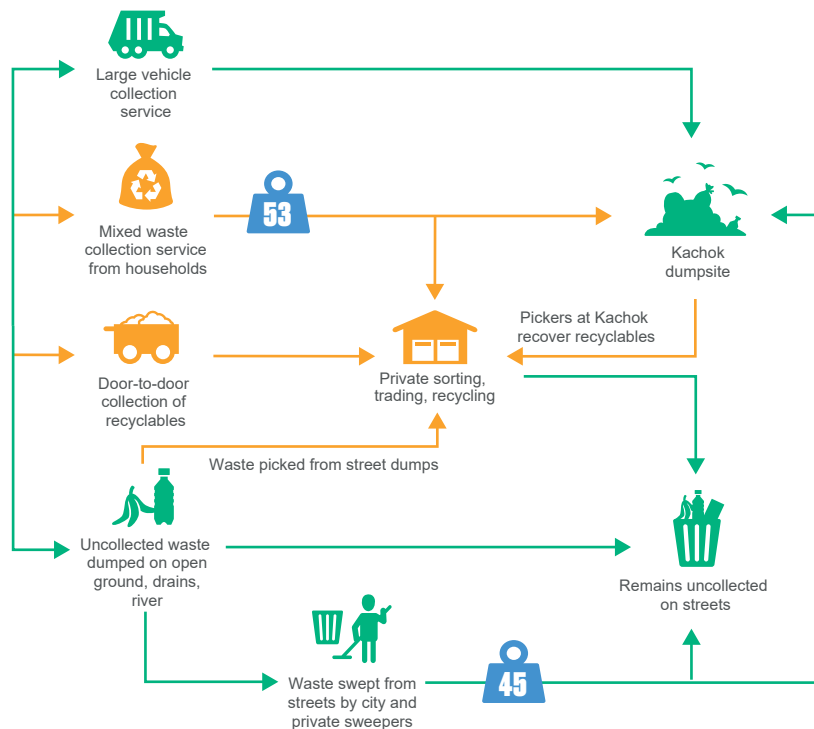 Large vehicle
collection
service
53
Mixed waste
collection service
from households
Kachok
dumpsite
Pickers at Kachok
recover recyclables
Door-to-door
collection of
recyclables
Private sorting,
trading, recycling
Waste picked from street dumps
Uncollected waste
dumped on open
ground, drains,
river
Remains uncollected
on streets
Waste swept from
streets by city and
private sweepers
45